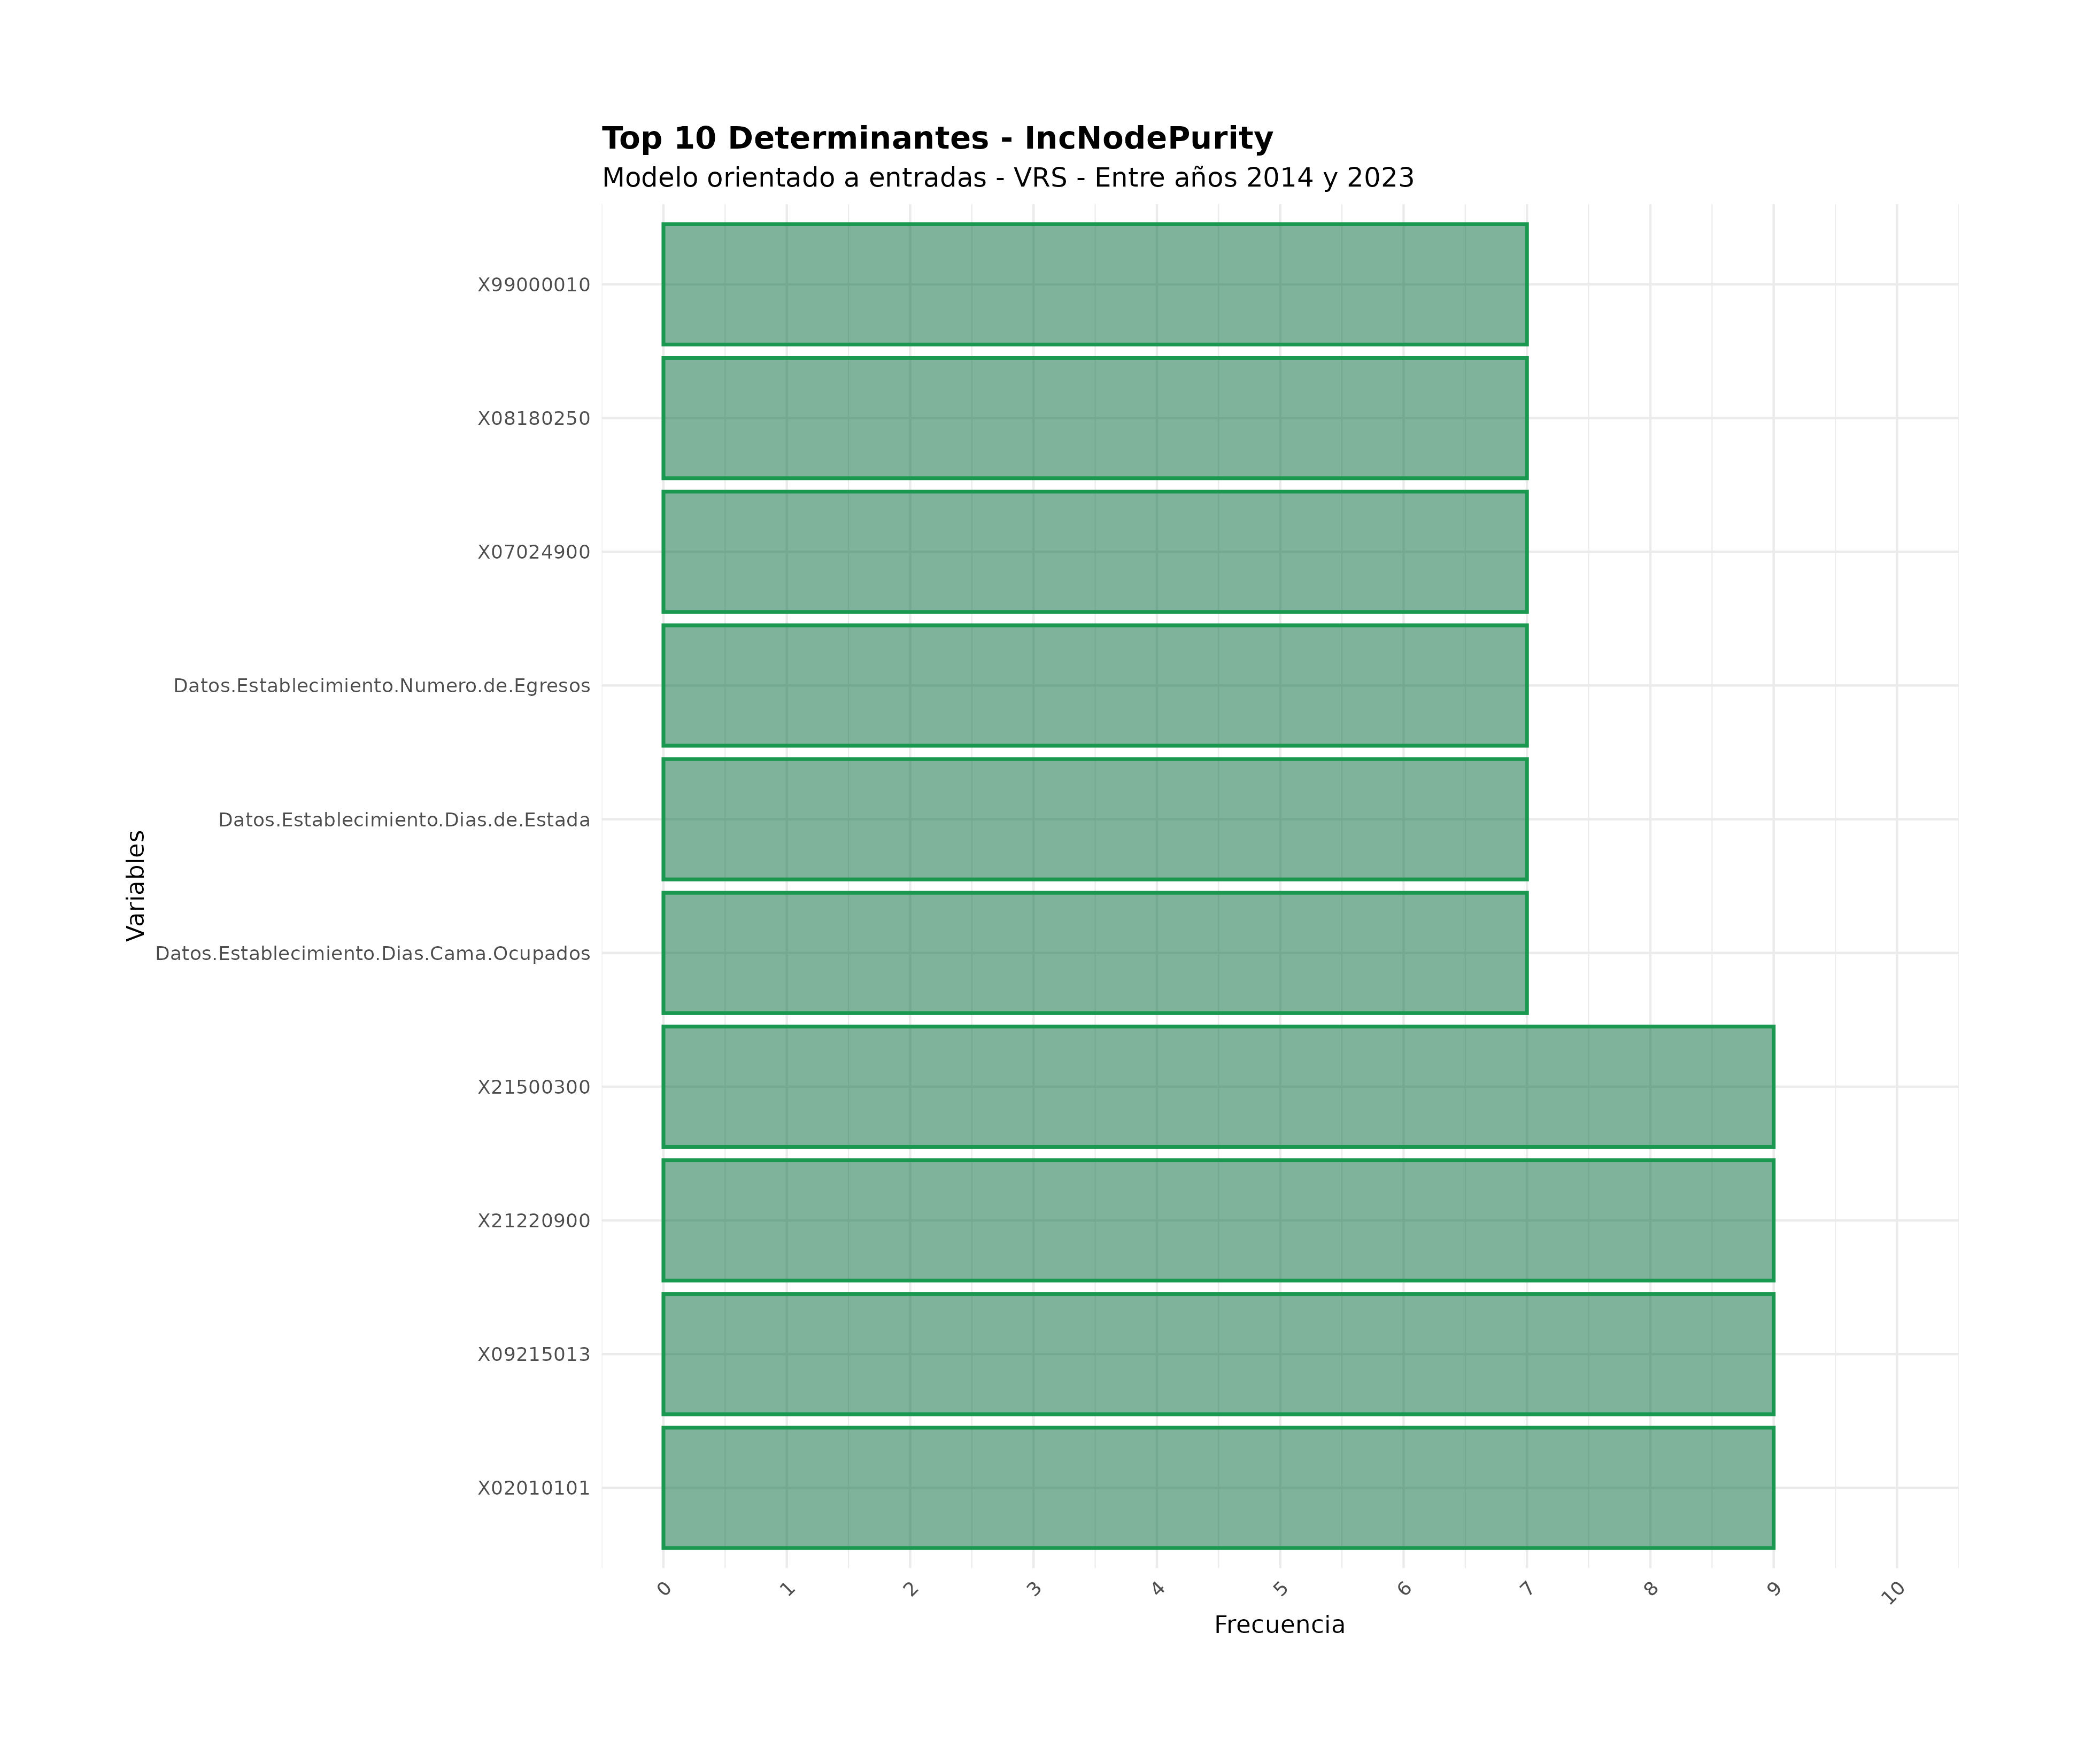 Top 10 Determinantes - IncNodePurity
Modelo orientado a entradas - VRS - Entre años 2014 y 2023
Variables
X99000010
X08180250
X07024900
Datos.Establecimiento.Numero.de.Egresos
Datos.Establecimiento.Dias.de.Estada
Datos.Establecimiento.Dias.Cama.Ocupados
X21500300
X21220900
X09215013
X02010101
0 1 2 3 4 5 6 7 8 9 10
Frecuencia